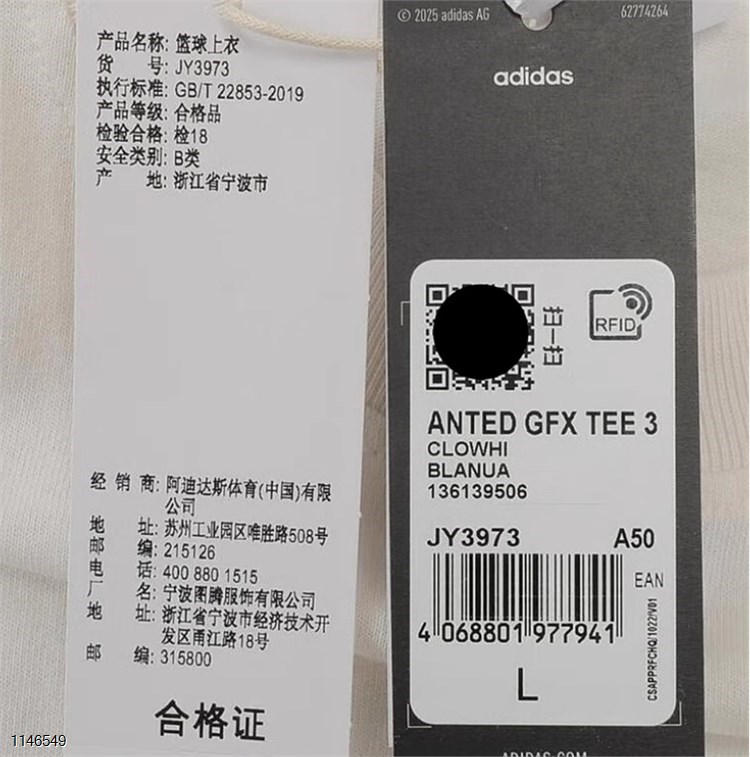 产品名称: 篮球上衣
货 号: JY3973
执行标准: GB/T 22853-2019
产品等级: 合格品
检验合格: 检18
安全类别: B类
产 地: 浙江省宁波市
经 销 商: 阿迪达斯体育(中国)有限
公司
地 址: 苏州工业园区唯胜路508号
邮 编: 215126
电 话: 400 880 1515
厂 名: 宁波图腾服饰有限公司
地 址: 浙江省宁波市经济技术开
发区甬江路18号
邮 编: 315800
合格证
1146549
© 2025 adidas AG
62774264
adidas
RFID
ANTED GFX TEE 3
CLOWHI
BLANUA
136139506
JY3973 A50
EAN
4 068801 977941
L
CSAPPRFCHQ/1022/V01
ADIDAS.COM